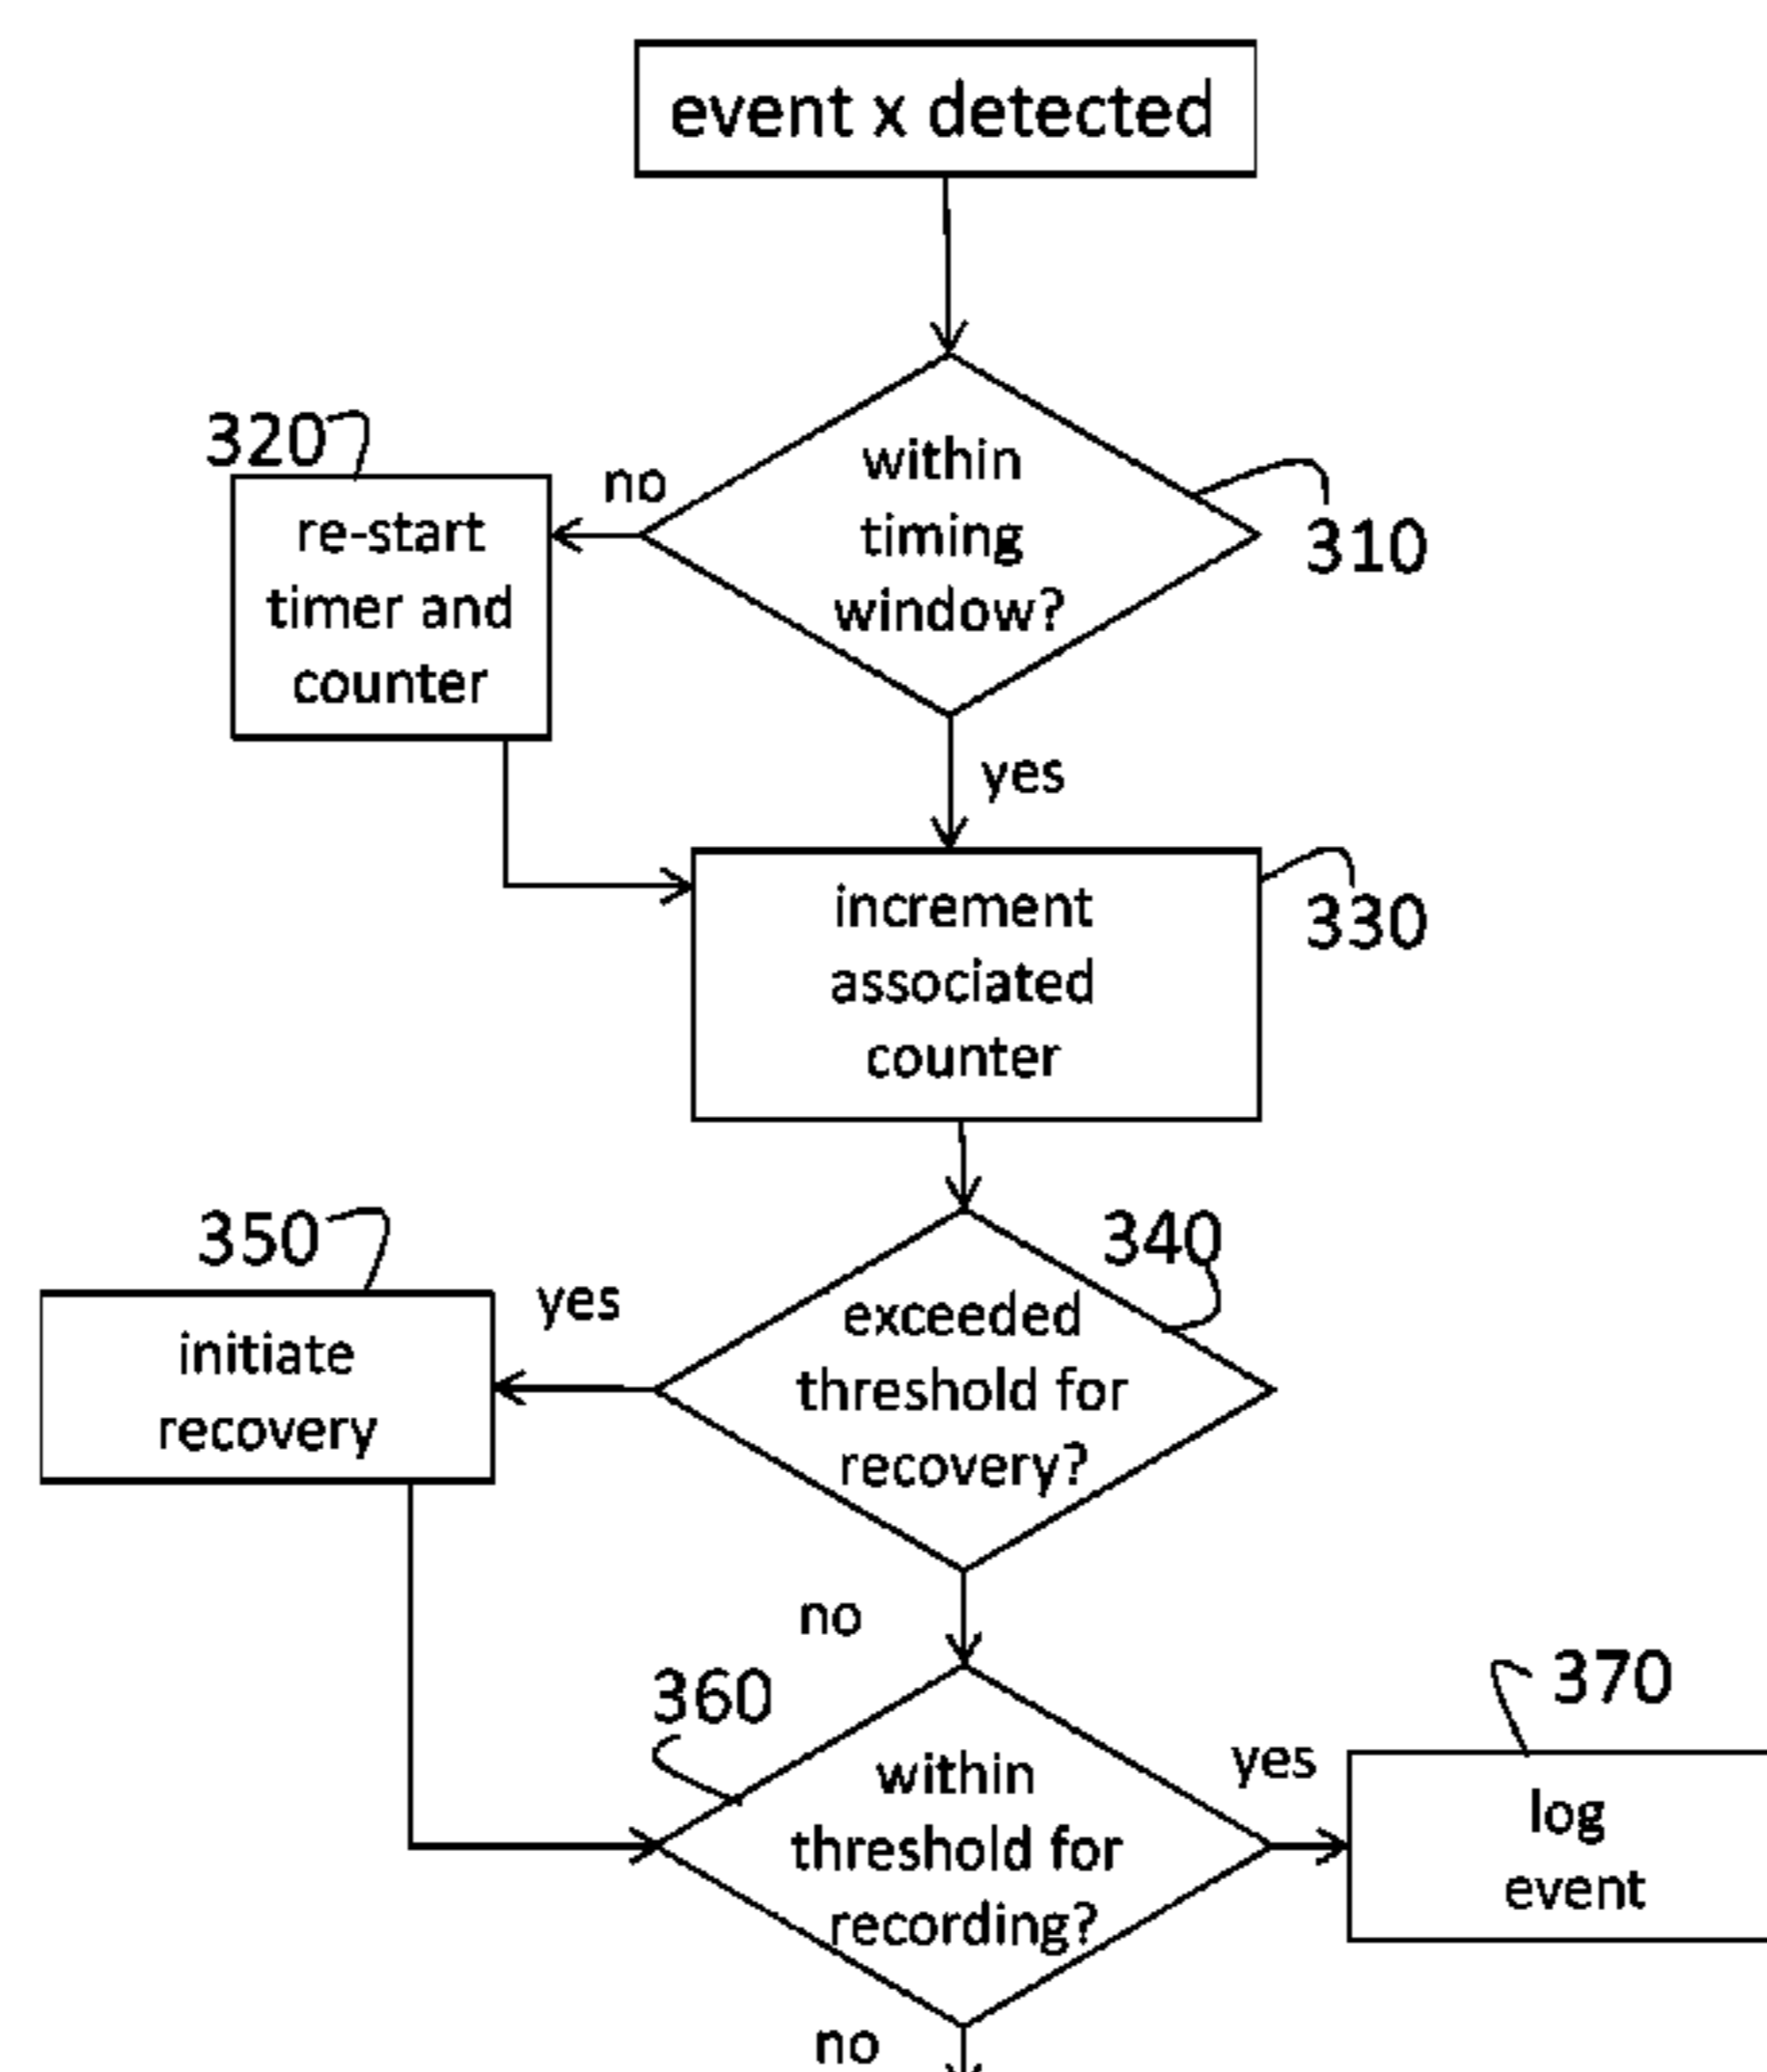 event x detected
320
no
within
timing
window?
310
re-start
timer and
counter
yes
increment
associated
counter
330
350
yes
340
exceeded
threshold for
recovery?
initiate
recovery
no
360
within
threshold for
recording?
yes
370
log
event
no